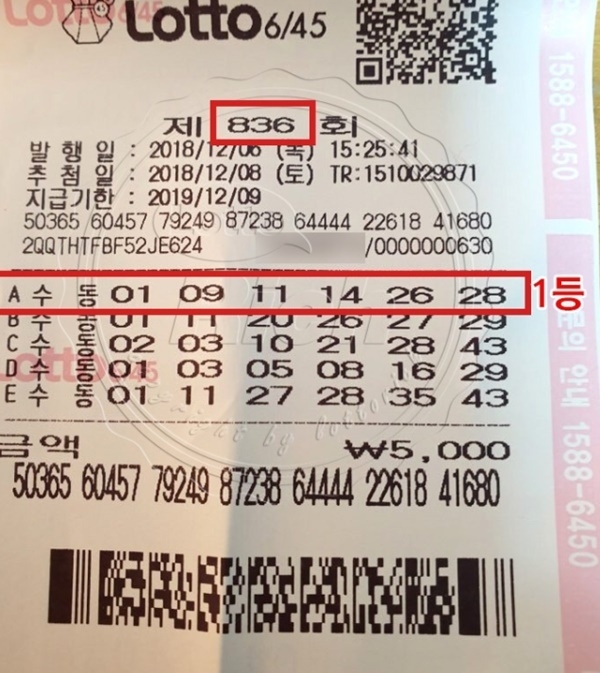 Lotto 6/45
제 836 회
발 행 일 : 2018/12/06 (목) 15:25:41
추 첨 일 : 2018/12/08 (토) TR:1510029871
지급기한 : 2019/12/09
50365 60457 79249 87238 64444 22618 41680
2QQTHTFBF52JE624 /0000000630
A 수 동 01 09 11 14 26 28 1등
B 수 동 01 11 20 26 27 29
C 수 동 02 03 10 21 28 43
D 수 동 01 03 05 08 16 29
E 수 동 01 11 27 28 35 43
금액 ₩5,000
50365 60457 79249 87238 64444 22618 41680
1588-6450
안내 1588-6450